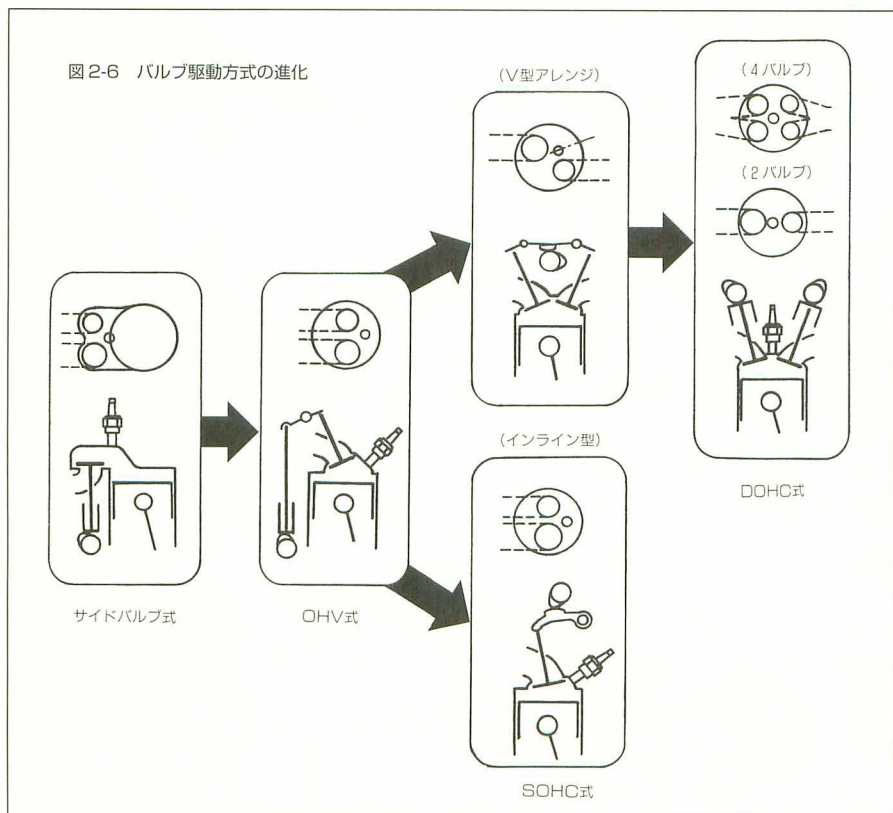 図2-6 バルブ駆動方式の進化
(V型アレンジ)
(4バルブ)
(2バルブ)
(インライン型)
サイドバルブ式
OHV式
SOHC式
DOHC式